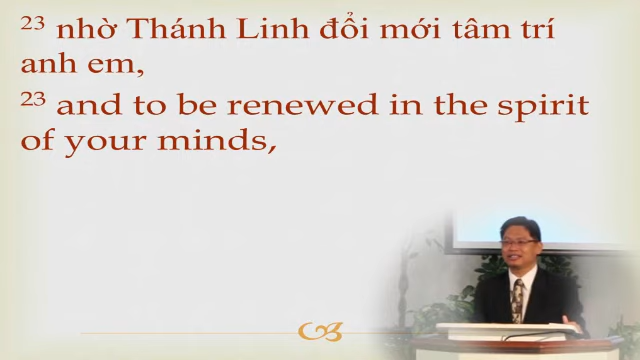 23 nhờ Thánh Linh đổi mới tâm trí
anh em,
23 and to be renewed in the spirit
of your minds,